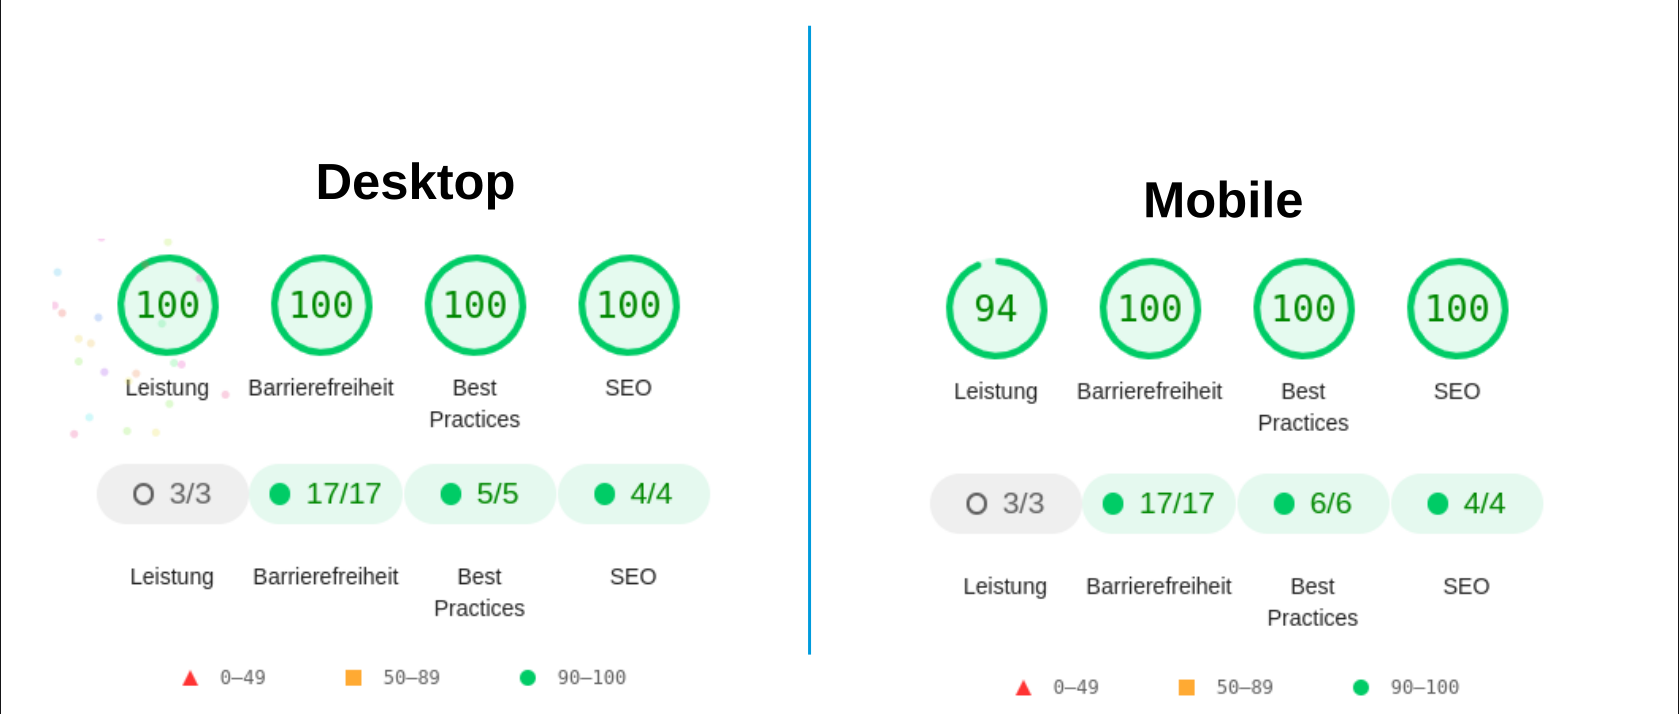 Desktop
100 100 100 100
Leistung Barrierefreiheit Best Practices SEO
3/3 17/17 5/5 4/4
Leistung Barrierefreiheit Best Practices SEO
0–49 50–89 90–100
Mobile
94 100 100 100
Leistung Barrierefreiheit Best Practices SEO
3/3 17/17 6/6 4/4
Leistung Barrierefreiheit Best Practices SEO
0–49 50–89 90–100